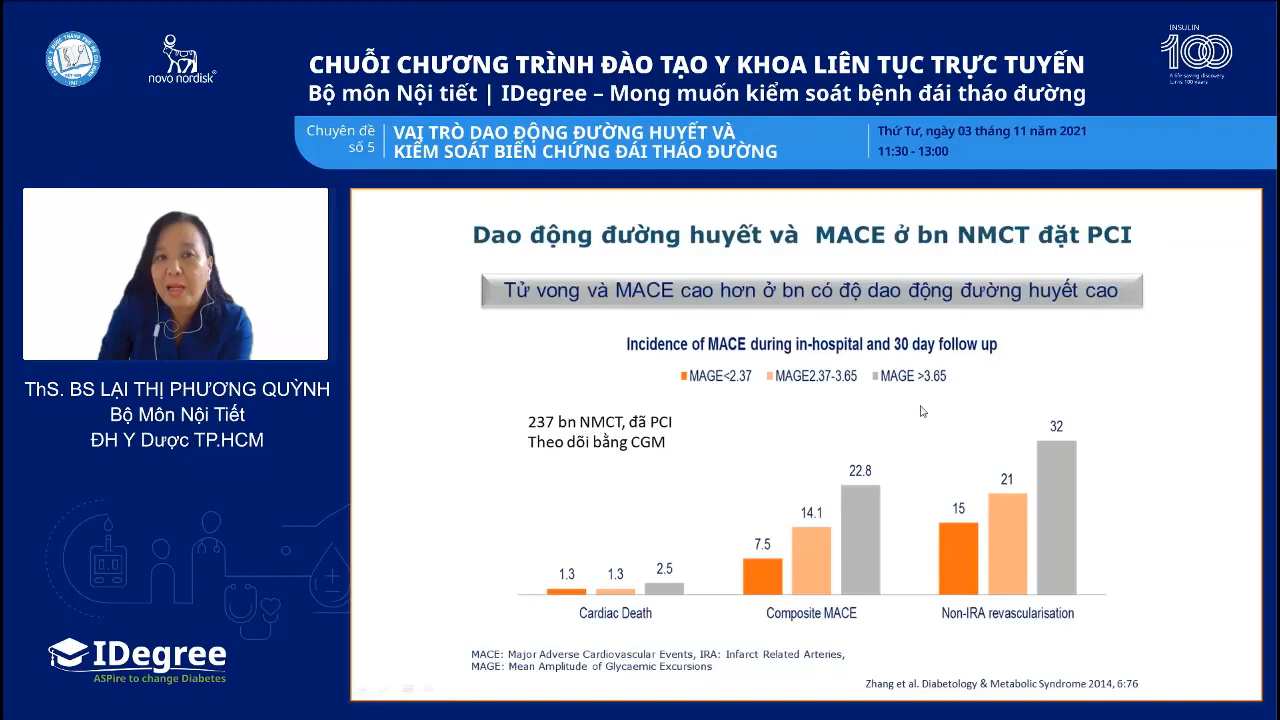 novo nordisk
INSULIN
100
A life-saving discovery
turns 100 years
CHUỖI CHƯƠNG TRÌNH ĐÀO TẠO Y KHOA LIÊN TỤC TRỰC TUYẾN
Bộ môn Nội tiết | IDegree – Mong muốn kiểm soát bệnh đái tháo đường
Chuyên đề
số 5
VAI TRÒ DAO ĐỘNG ĐƯỜNG HUYẾT VÀ
KIỂM SOÁT BIẾN CHỨNG ĐÁI THÁO ĐƯỜNG
Thứ Tư, ngày 03 tháng 11 năm 2021
11:30 - 13:00
ThS. BS LẠI THỊ PHƯƠNG QUỲNH
Bộ Môn Nội Tiết
ĐH Y Dược TP.HCM
IDegree
ASPire to change Diabetes
Dao động đường huyết và MACE ở bn NMCT đặt PCI
Tử vong và MACE cao hơn ở bn có độ dao động đường huyết cao
Incidence of MACE during in-hospital and 30 day follow up
MAGE<2.37 MAGE2.37-3.65 MAGE >3.65
237 bn NMCT, đã PCI
Theo dõi bằng CGM
1.3 1.3 2.5
7.5 14.1 22.8
15 21 32
Cardiac Death Composite MACE Non-IRA revascularisation
MACE: Major Adverse Cardiovascular Events, IRA: Infarct Related Arteries,
MAGE: Mean Amplitude of Glycaemic Excursions
Zhang et al. Diabetology & Metabolic Syndrome 2014, 6:76